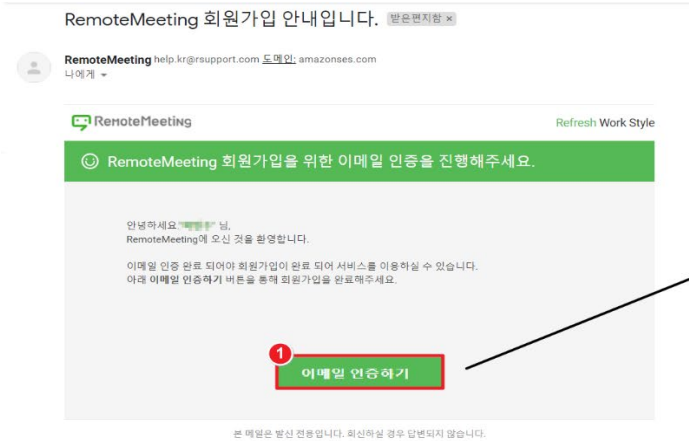 RemoteMeeting 회원가입 안내입니다. 받은편지함 ×
RemoteMeeting help.kr@rsupport.com 도메인: amazonses.com
나에게
RemoteMeeting Refresh Work Style
RemoteMeeting 회원가입을 위한 이메일 인증을 진행해주세요.
안녕하세요." " 님,
RemoteMeeting에 오신 것을 환영합니다.
이메일 인증 완료 되어야 회원가입이 완료 되어 서비스를 이용하실 수 있습니다.
아래 이메일 인증하기 버튼을 통해 회원가입을 완료해주세요.
1
이메일 인증하기
본 메일은 발신 전용입니다. 회신하실 경우 답변되지 않습니다.